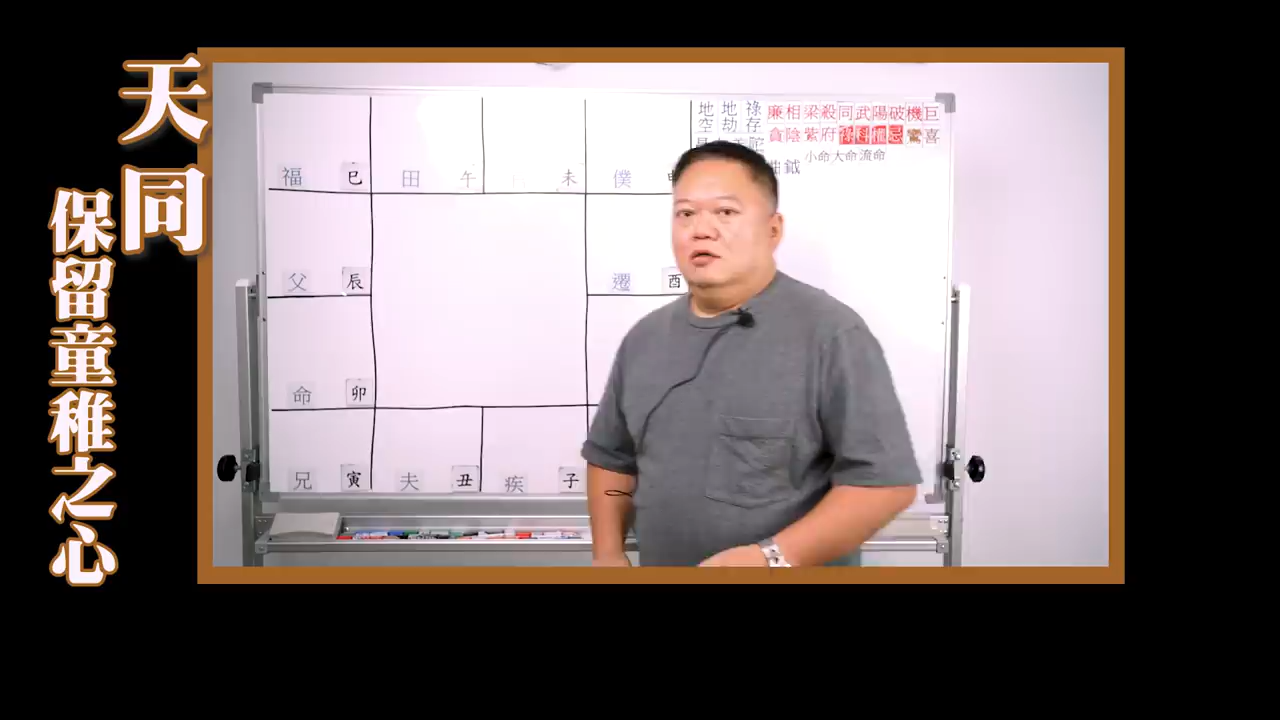 天同
保留童稚之心
福 巳 田 午 未 僕
父 辰 遷 酉
命 卯
兄 寅 夫 丑 疾 子
地 地 祿 廉相梁殺同武陽破機巨
空 劫 存 貪陰紫府祿科權忌鸞喜
小命大命流命
鉞